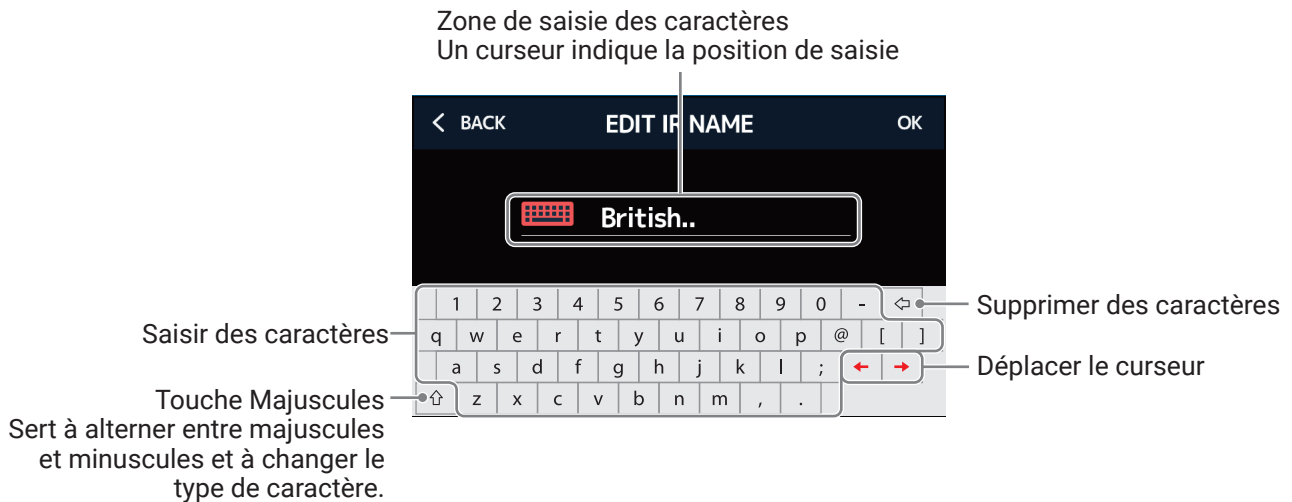 Zone de saisie des caractères
Un curseur indique la position de saisie
BACK EDIT IR NAME OK
British..
1 2 3 4 5 6 7 8 9 0 -
Supprimer des caractères
q w e r t y u i o p @ [ ]
Saisir des caractères
a s d f g h j k l ;
Déplacer le curseur
z x c v b n m , .
Touche Majuscules
Sert à alterner entre majuscules
et minuscules et à changer le
type de caractère.